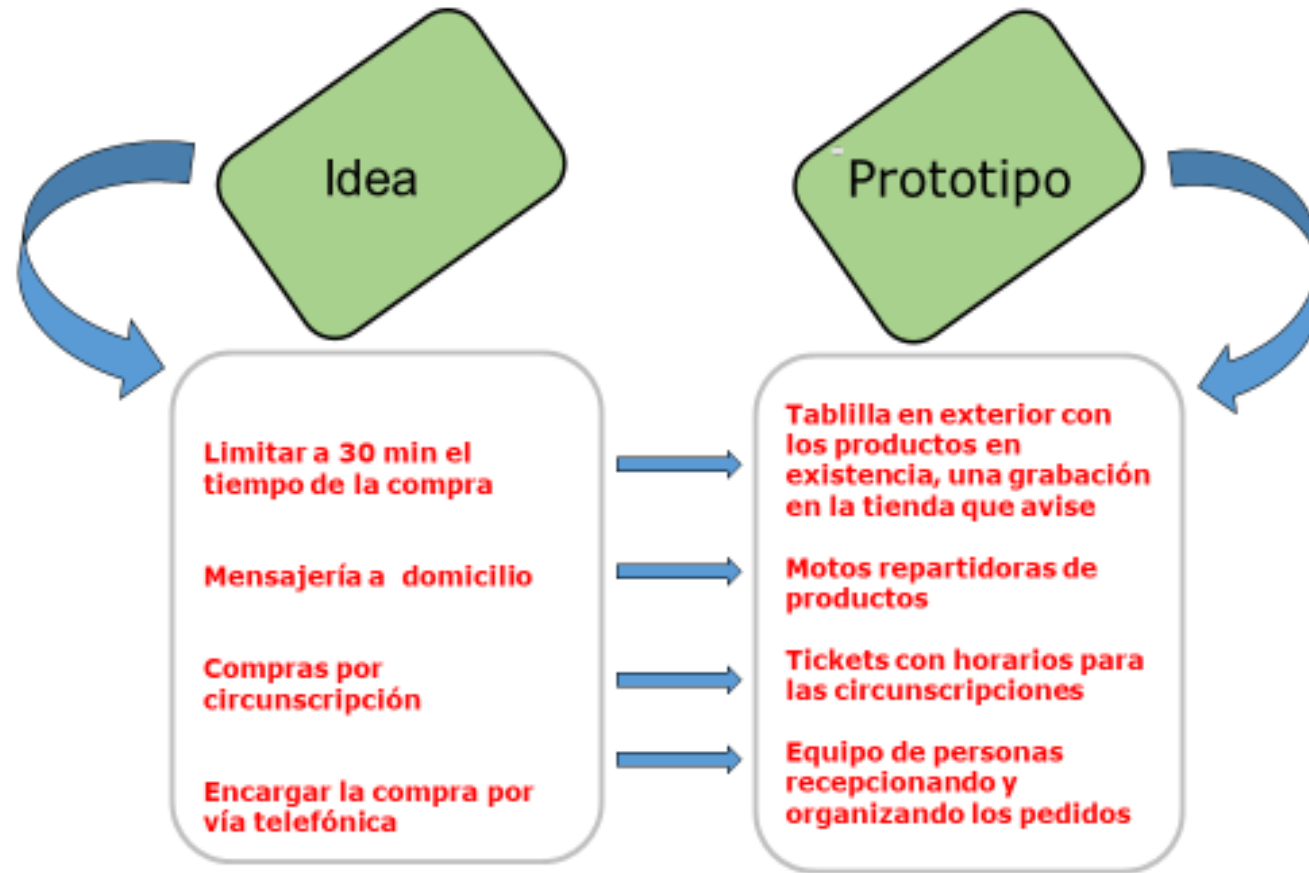 Idea
Prototipo
Limitar a 30 min el
tiempo de la compra
Mensajería a domicilio
Compras por
circunscripción
Encargar la compra por
vía telefónica
Tablilla en exterior con
los productos en
existencia, una grabación
en la tienda que avise
Motos repartidoras de
productos
Tickets con horarios para
las circunscripciones
Equipo de personas
recepcionando y
organizando los pedidos